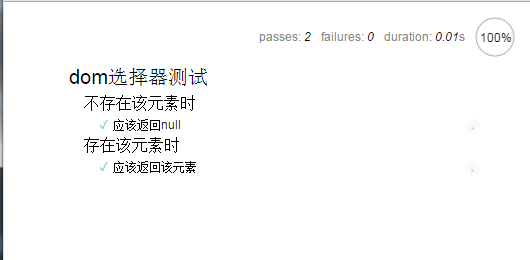 passes: 2 failures: 0 duration: 0.01s 100%
dom选择器测试
不存在该元素时
✓ 应该返回null
存在该元素时
✓ 应该返回该元素